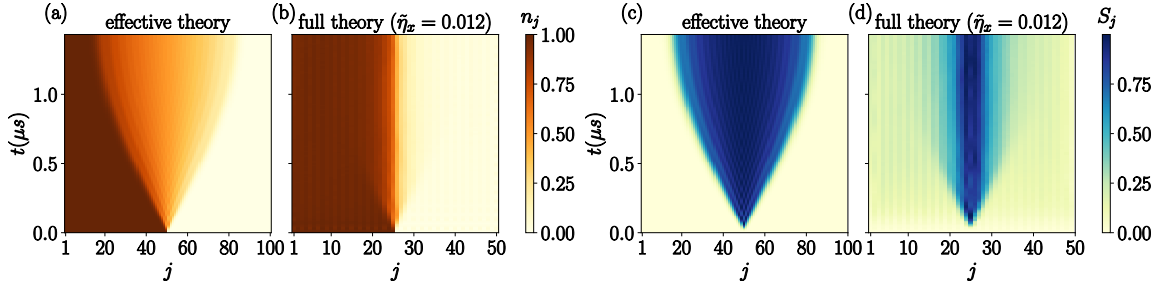 (a) effective theory
1.0
0.5
0.0
t(μs)
1 20 40 60 80 100
j
(b) full theory (η̃x = 0.012) nj
1 10 20 30 40 50
j
1.00
0.75
0.50
0.25
0.00
(c) effective theory
1.0
0.5
0.0
t(μs)
1 20 40 60 80 100
j
(d) full theory (η̃x = 0.012) Sj
1 10 20 30 40 50
j
0.75
0.50
0.25
0.00